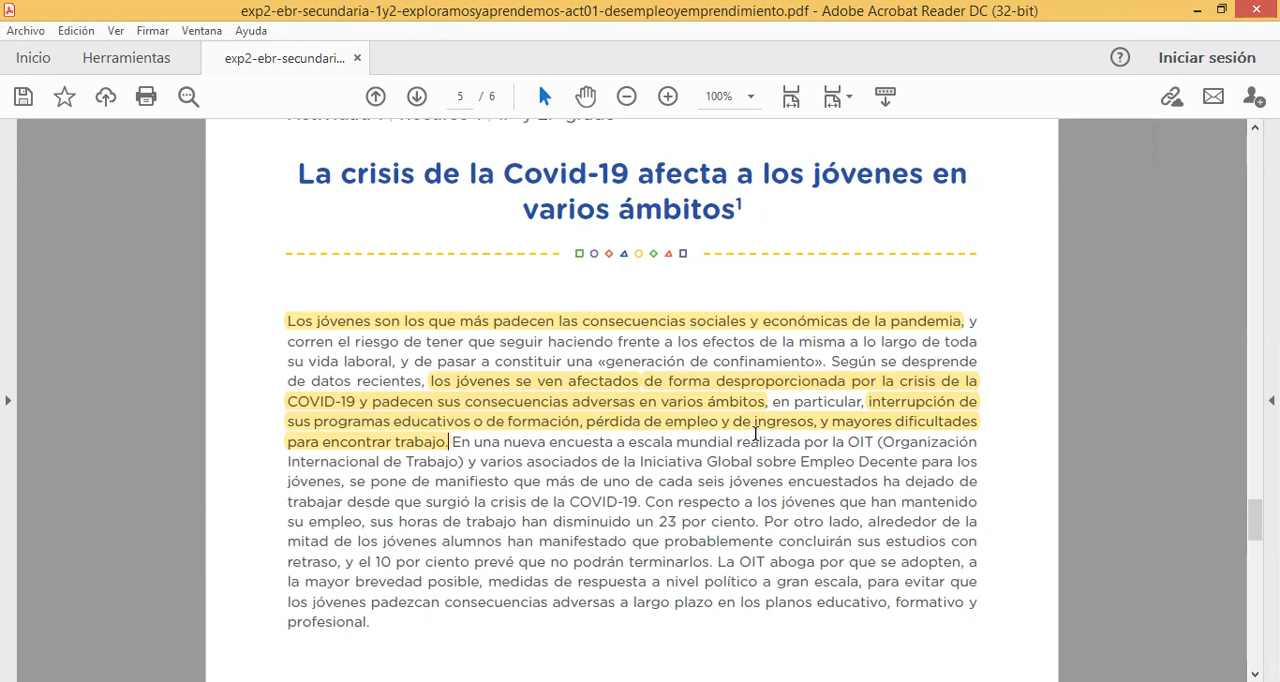 exp2-ebr-secundaria-1y2-exploramosyaprendemos-act01-desempleoyemprendimiento.pdf - Adobe Acrobat Reader DC (32-bit)
Archivo Edición Ver Firmar Ventana Ayuda
Inicio Herramientas exp2-ebr-secundari... × ? Iniciar sesión
5 / 6 100%
La crisis de la Covid-19 afecta a los jóvenes en
varios ámbitos¹
Los jóvenes son los que más padecen las consecuencias sociales y económicas de la pandemia, y
corren el riesgo de tener que seguir haciendo frente a los efectos de la misma a lo largo de toda
su vida laboral, y de pasar a constituir una «generación de confinamiento». Según se desprende
de datos recientes, los jóvenes se ven afectados de forma desproporcionada por la crisis de la
COVID-19 y padecen sus consecuencias adversas en varios ámbitos, en particular, interrupción de
sus programas educativos o de formación, pérdida de empleo y de ingresos, y mayores dificultades
para encontrar trabajo. En una nueva encuesta a escala mundial realizada por la OIT (Organización
Internacional de Trabajo) y varios asociados de la Iniciativa Global sobre Empleo Decente para los
jóvenes, se pone de manifiesto que más de uno de cada seis jóvenes encuestados ha dejado de
trabajar desde que surgió la crisis de la COVID-19. Con respecto a los jóvenes que han mantenido
su empleo, sus horas de trabajo han disminuido un 23 por ciento. Por otro lado, alrededor de la
mitad de los jóvenes alumnos han manifestado que probablemente concluirán sus estudios con
retraso, y el 10 por ciento prevé que no podrán terminarlos. La OIT aboga por que se adopten, a
la mayor brevedad posible, medidas de respuesta a nivel político a gran escala, para evitar que
los jóvenes padezcan consecuencias adversas a largo plazo en los planos educativo, formativo y
profesional.